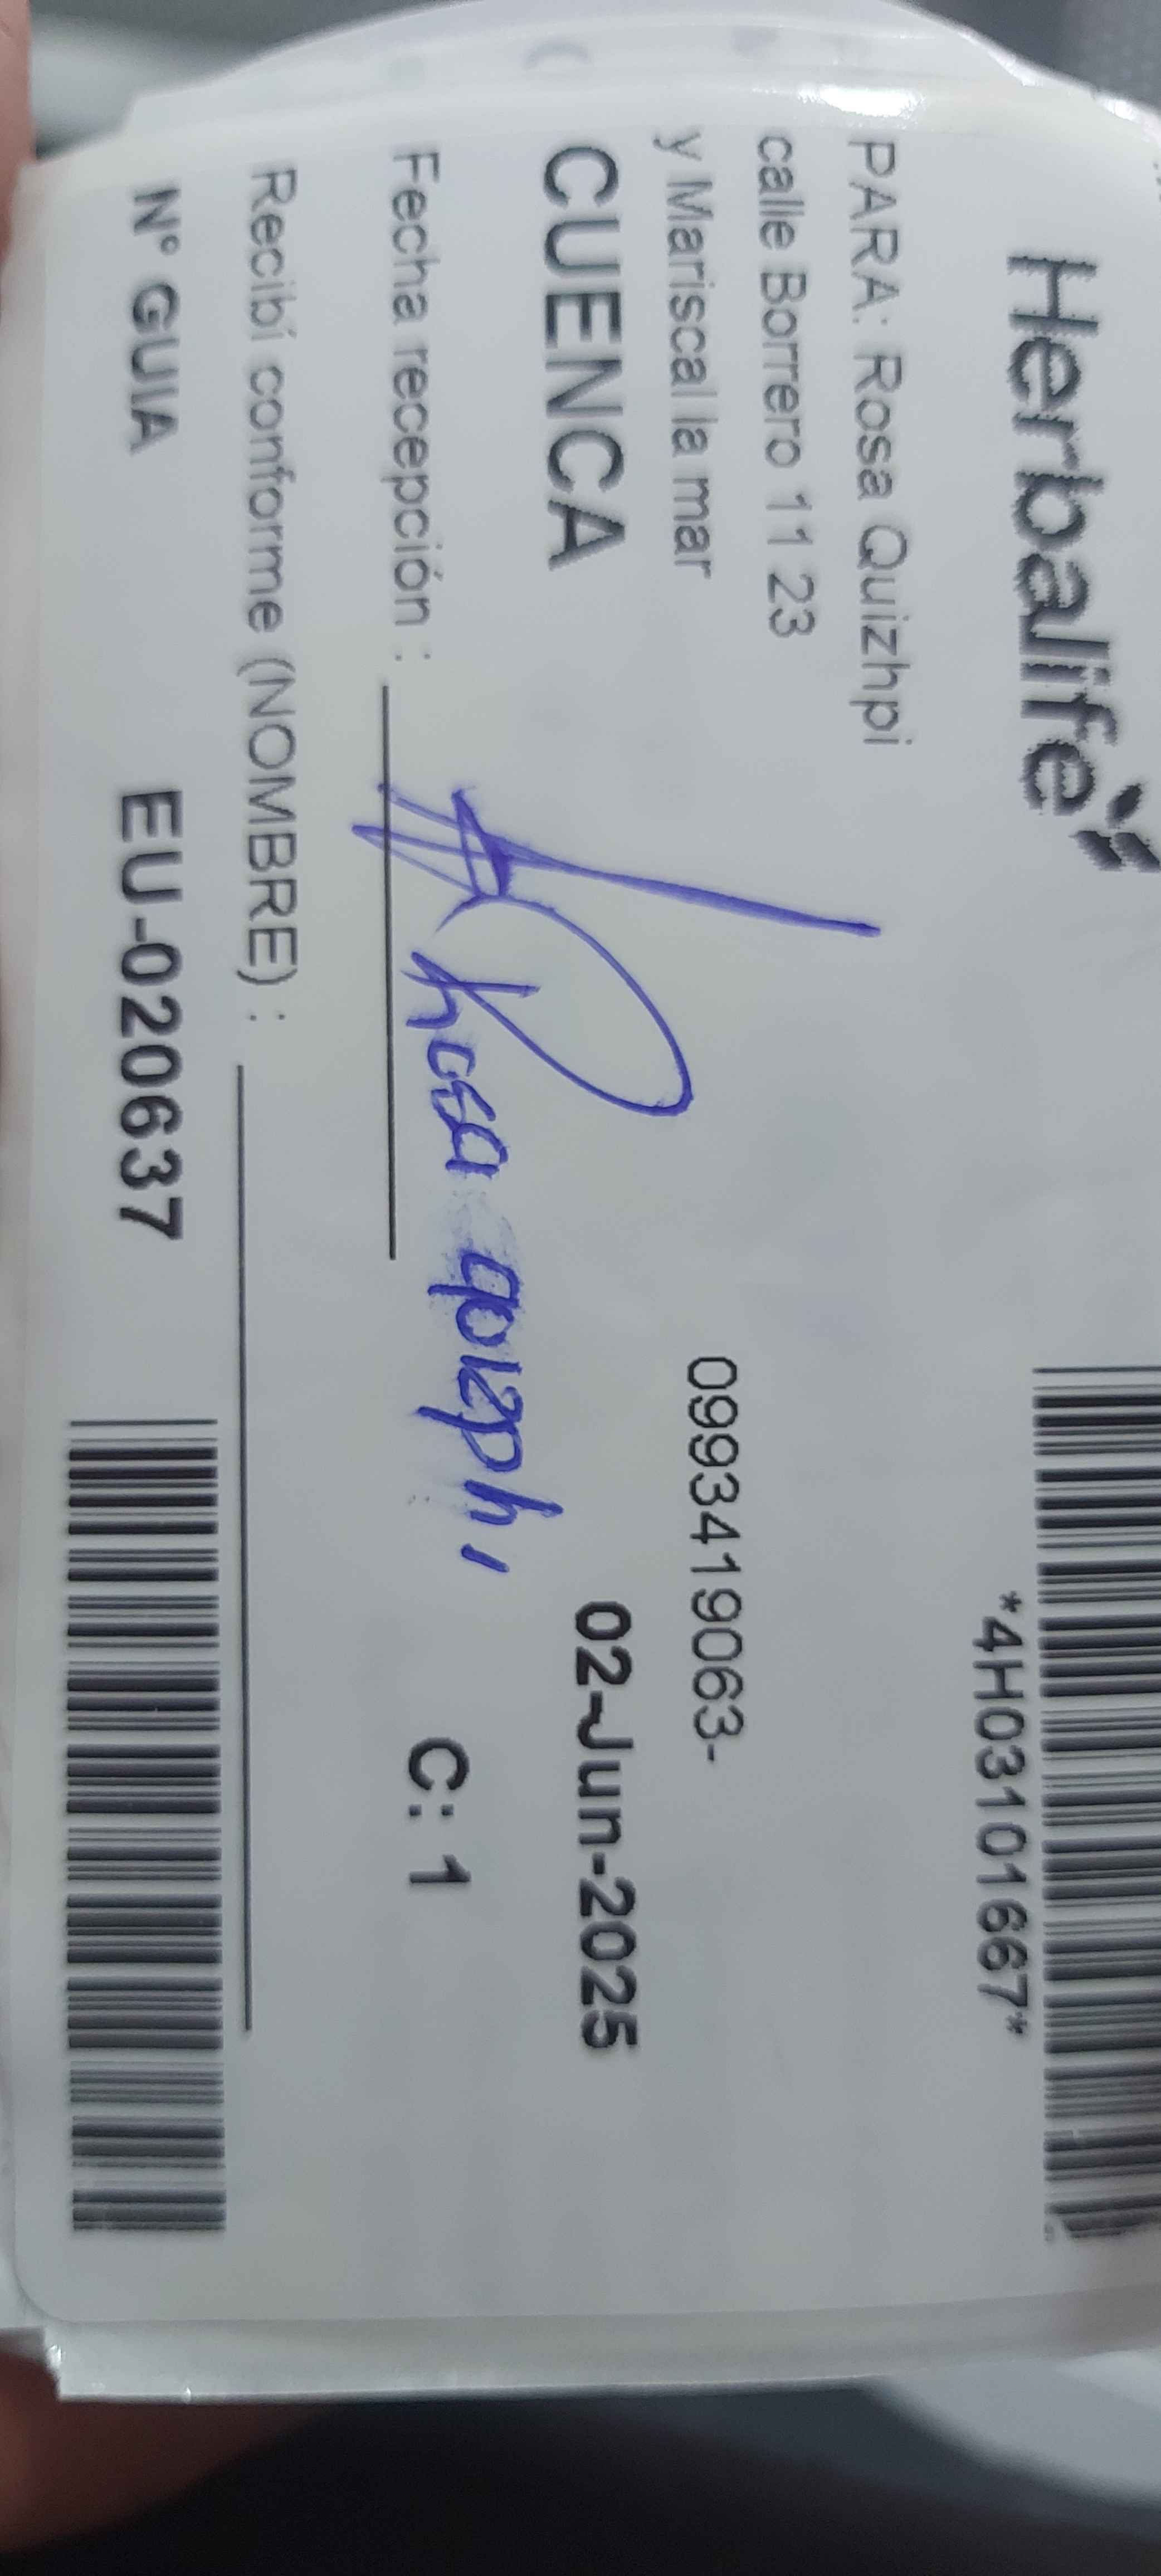 Herbalife
*4H03101667*
PARA: Rosa Quizhpi
calle Borrero 11 23
y Mariscal la mar
0993419063-
CUENCA
02-Jun-2025
Rosa quizphi
Fecha recepción :
C: 1
Recibí conforme (NOMBRE) :
N° GUIA
EU-020637